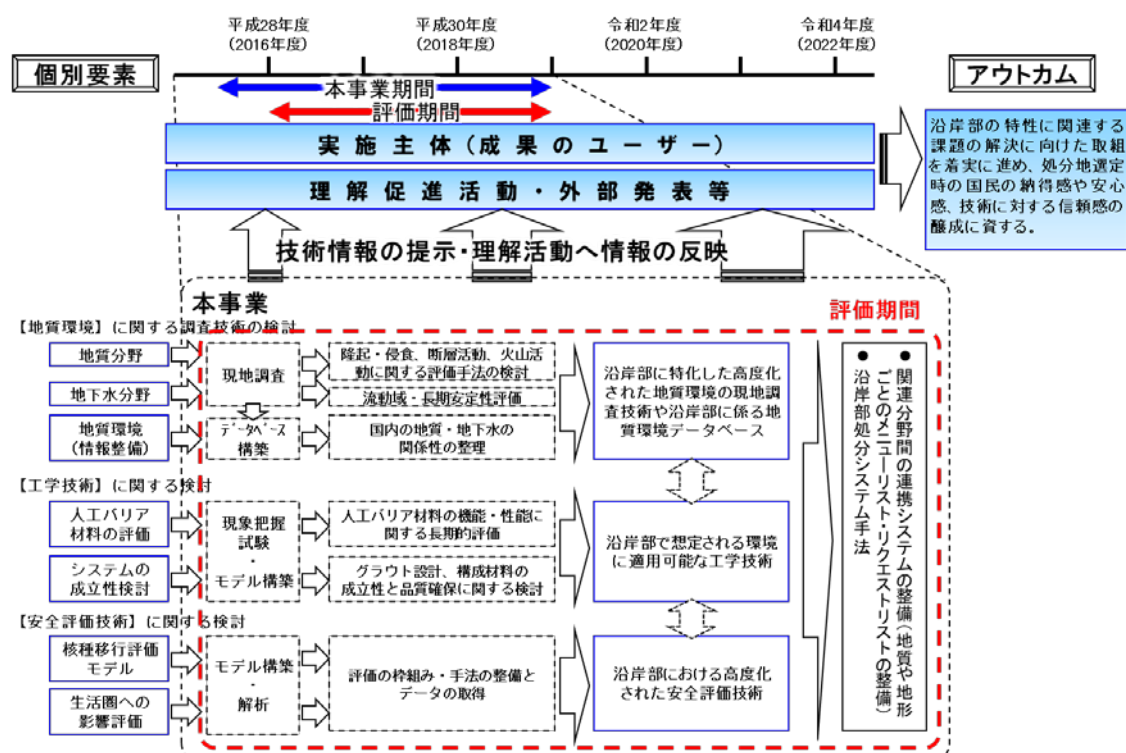 平成28年度
(2016年度)
平成30年度
(2018年度)
令和2年度
(2020年度)
令和4年度
(2022年度)
個別要素
アウトカム
本事業期間
評価期間
実施主体(成果のユーザー)
理解促進活動・外部発表等
沿岸部の特性に関連する
課題の解決に向けた取組
を着実に進め、処分地選定
時の国民の納得感や安心
感、技術に対する信頼感の
醸成に資する。
技術情報の提示・理解活動へ情報の反映
本事業
評価期間
【地質環境】に関する調査技術の検討
地質分野
地下水分野
地質環境
(情報整備)
現地調査
データベース
構築
隆起・侵食、断層活動、火山活
動に関する評価手法の検討
流動域・長期安定性評価
国内の地質・地下水の
関係性の整理
沿岸部に特化した高度化
された地質環境の現地調
査技術や沿岸部に係る地
質環境データベース
【工学技術】に関する検討
人工バリア
材料の評価
システムの
成立性検討
現象把握
試験
・
モデル構築
人工バリア材料の機能・性能に
関する長期的評価
グラウト設計、構成材料の
成立性と品質確保に関する検討
沿岸部で想定される環境
に適用可能な工学技術
【安全評価技術】に関する検討
核種移行評価
モデル
生活圏への
影響評価
モデル構築
・
解析
評価の枠組み・手法の整備と
データの取得
沿岸部における高度化
された安全評価技術
● 関連分野間の連携システムの整備(地質や地形
ごとのメニューリスト・リクエストリストの整備)
● 沿岸部処分システム手法